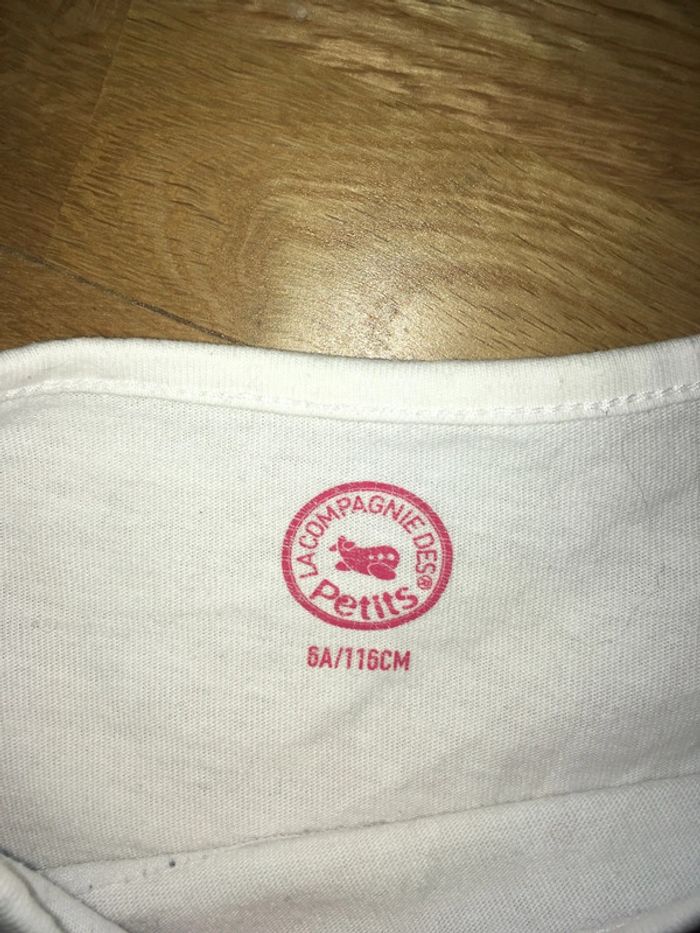 LA COMPAGNIE DES®
Petits
6A/116CM